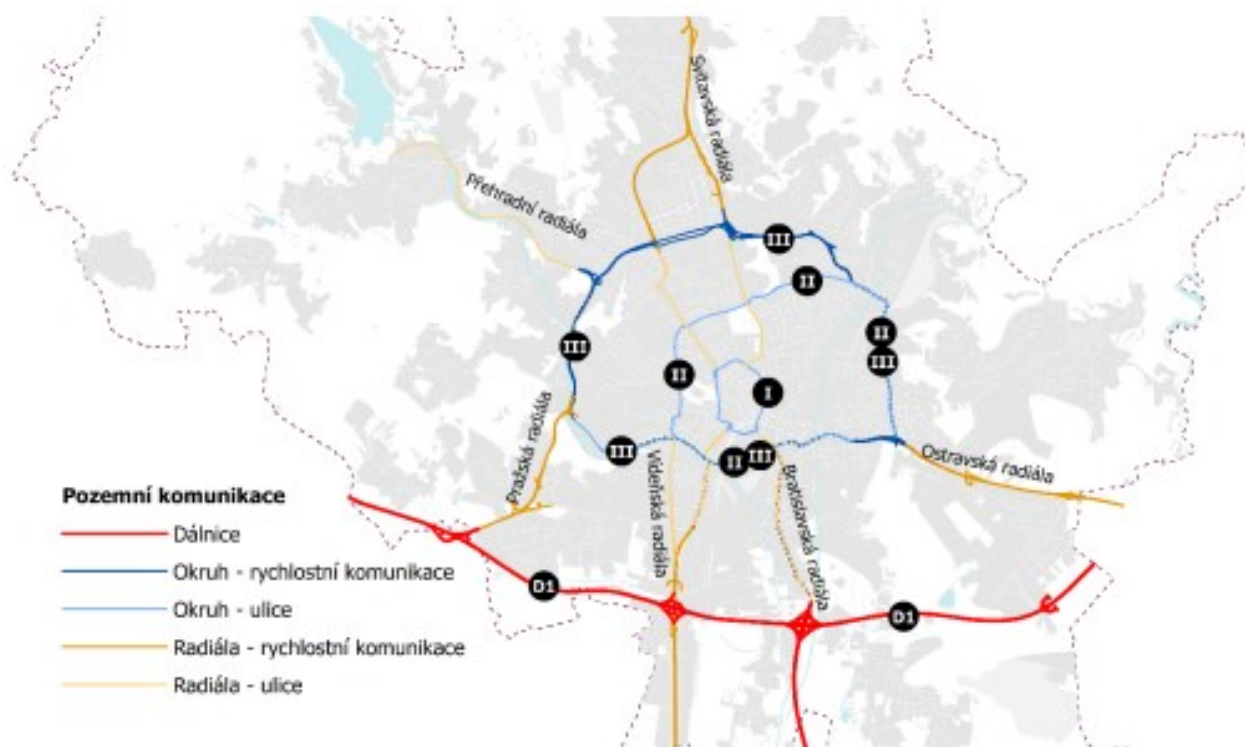 Svitavská radiála
Přehradní radiála
III
II
III
II
III
II
I
Pražská radiála
III
II
III
Vídeňská radiála
Bratislavská radiála
Ostravská radiála
D1
D1
Pozemní komunikace
Dálnice
Okruh - rychlostní komunikace
Okruh - ulice
Radiála - rychlostní komunikace
Radiála - ulice